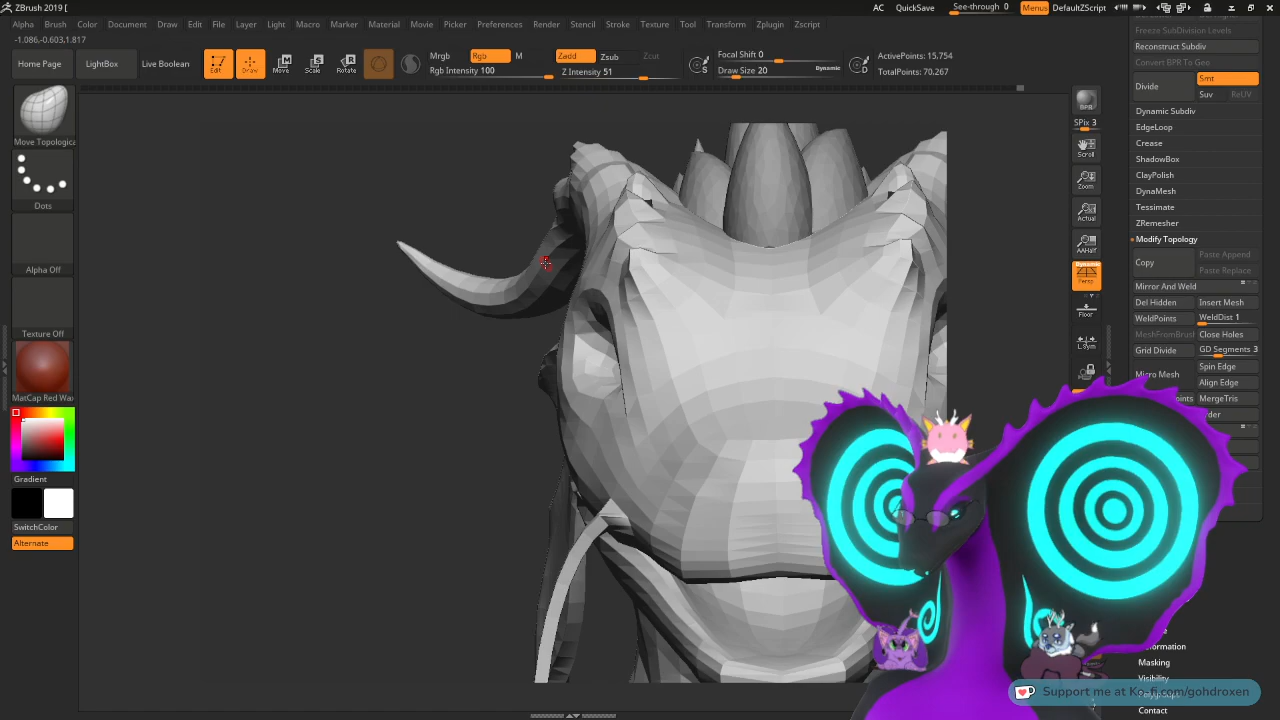 ZBrush 2019 [
AC QuickSave See-through 0 Menus DefaultZScript
Alpha Brush Color Document Draw Edit File Layer Light Macro Marker Material Movie Picker Preferences Render Stencil Stroke Texture Tool Transform Zplugin Zscript
-1.086,-0.603,1.817
Home Page LightBox Live Boolean Edit Draw Move Scale Rotate
Mrgb Rgb M Zadd Zsub Zcut
Rgb Intensity 100 Z Intensity 51
S Focal Shift 0
Draw Size 20 Dynamic
D ActivePoints: 15,754
TotalPoints: 70,267
Move Topologica
Dots
Alpha Off
Texture Off
MatCap Red Wax
Gradient
SwitchColor
Alternate
BPR
SPix 3
Scroll
Zoom
Actual
AAHalf
Dynamic
Persp
Floor
L.Sym
Freeze SubDivision Levels
Reconstruct Subdiv
Convert BPR To Geo
Divide Smt
Suv ReUV
Dynamic Subdiv
EdgeLoop
Crease
ShadowBox
ClayPolish
DynaMesh
Tessimate
ZRemesher
Modify Topology
Copy Paste Append
Paste Replace
Mirror And Weld
Del Hidden Insert Mesh
WeldPoints WeldDist 1
MeshFromBrus Close Holes
Grid Divide GD Segments 3
Spin Edge
Micro Mesh Align Edge
MergeTris
Masking
Visibility
Contact
Support me at Ko-fi.com/gohdroxen